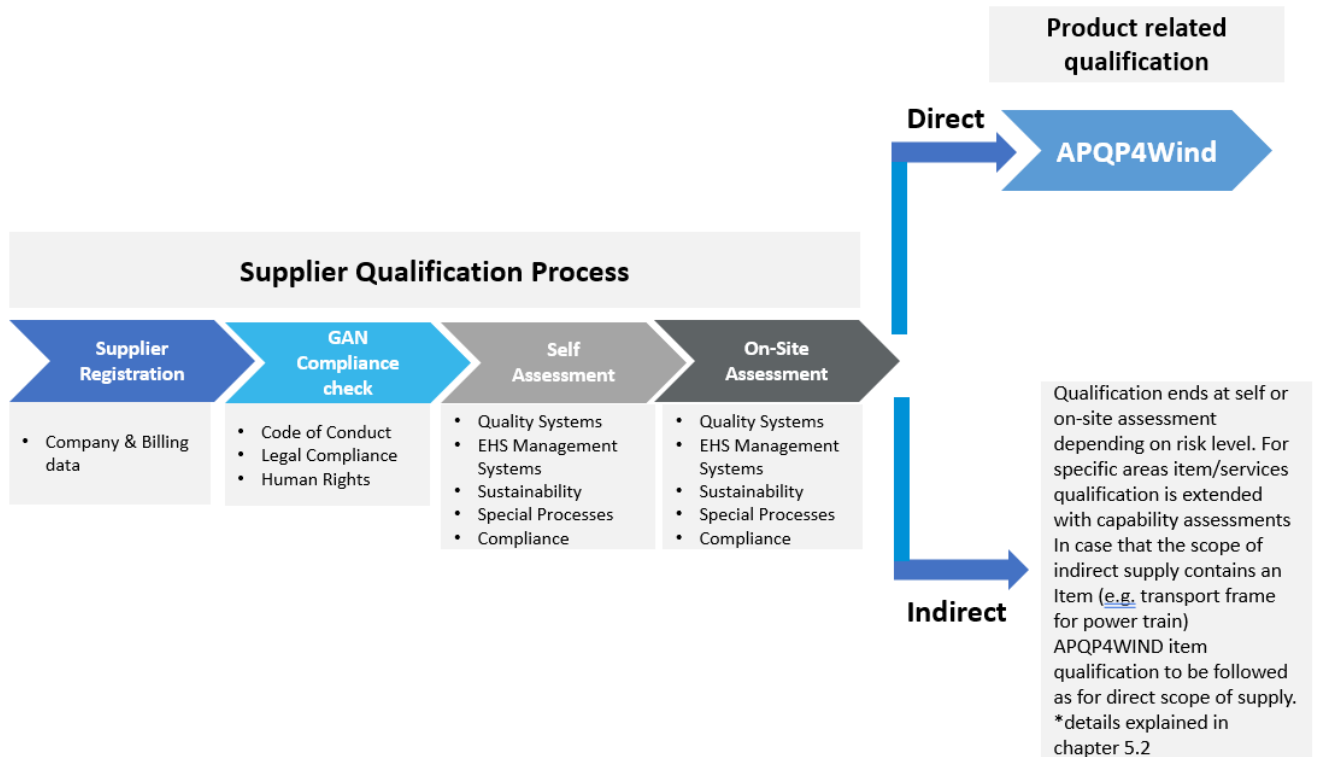 Product related
qualification
Direct
APQP4Wind
Supplier Qualification Process
Supplier
Registration
GAN
Compliance
check
Self
Assessment
On-Site
Assessment
• Company & Billing
data
• Code of Conduct
• Legal Compliance
• Human Rights
• Quality Systems
• EHS Management
Systems
• Sustainability
• Special Processes
• Compliance
• Quality Systems
• EHS Management
Systems
• Sustainability
• Special Processes
• Compliance
Indirect
Qualification ends at self or
on-site assessment
depending on risk level. For
specific areas item/services
qualification is extended
with capability assessments
In case that the scope of
indirect supply contains an
Item (e.g. transport frame
for power train)
APQP4WIND item
qualification to be followed
as for direct scope of supply.
*details explained in
chapter 5.2